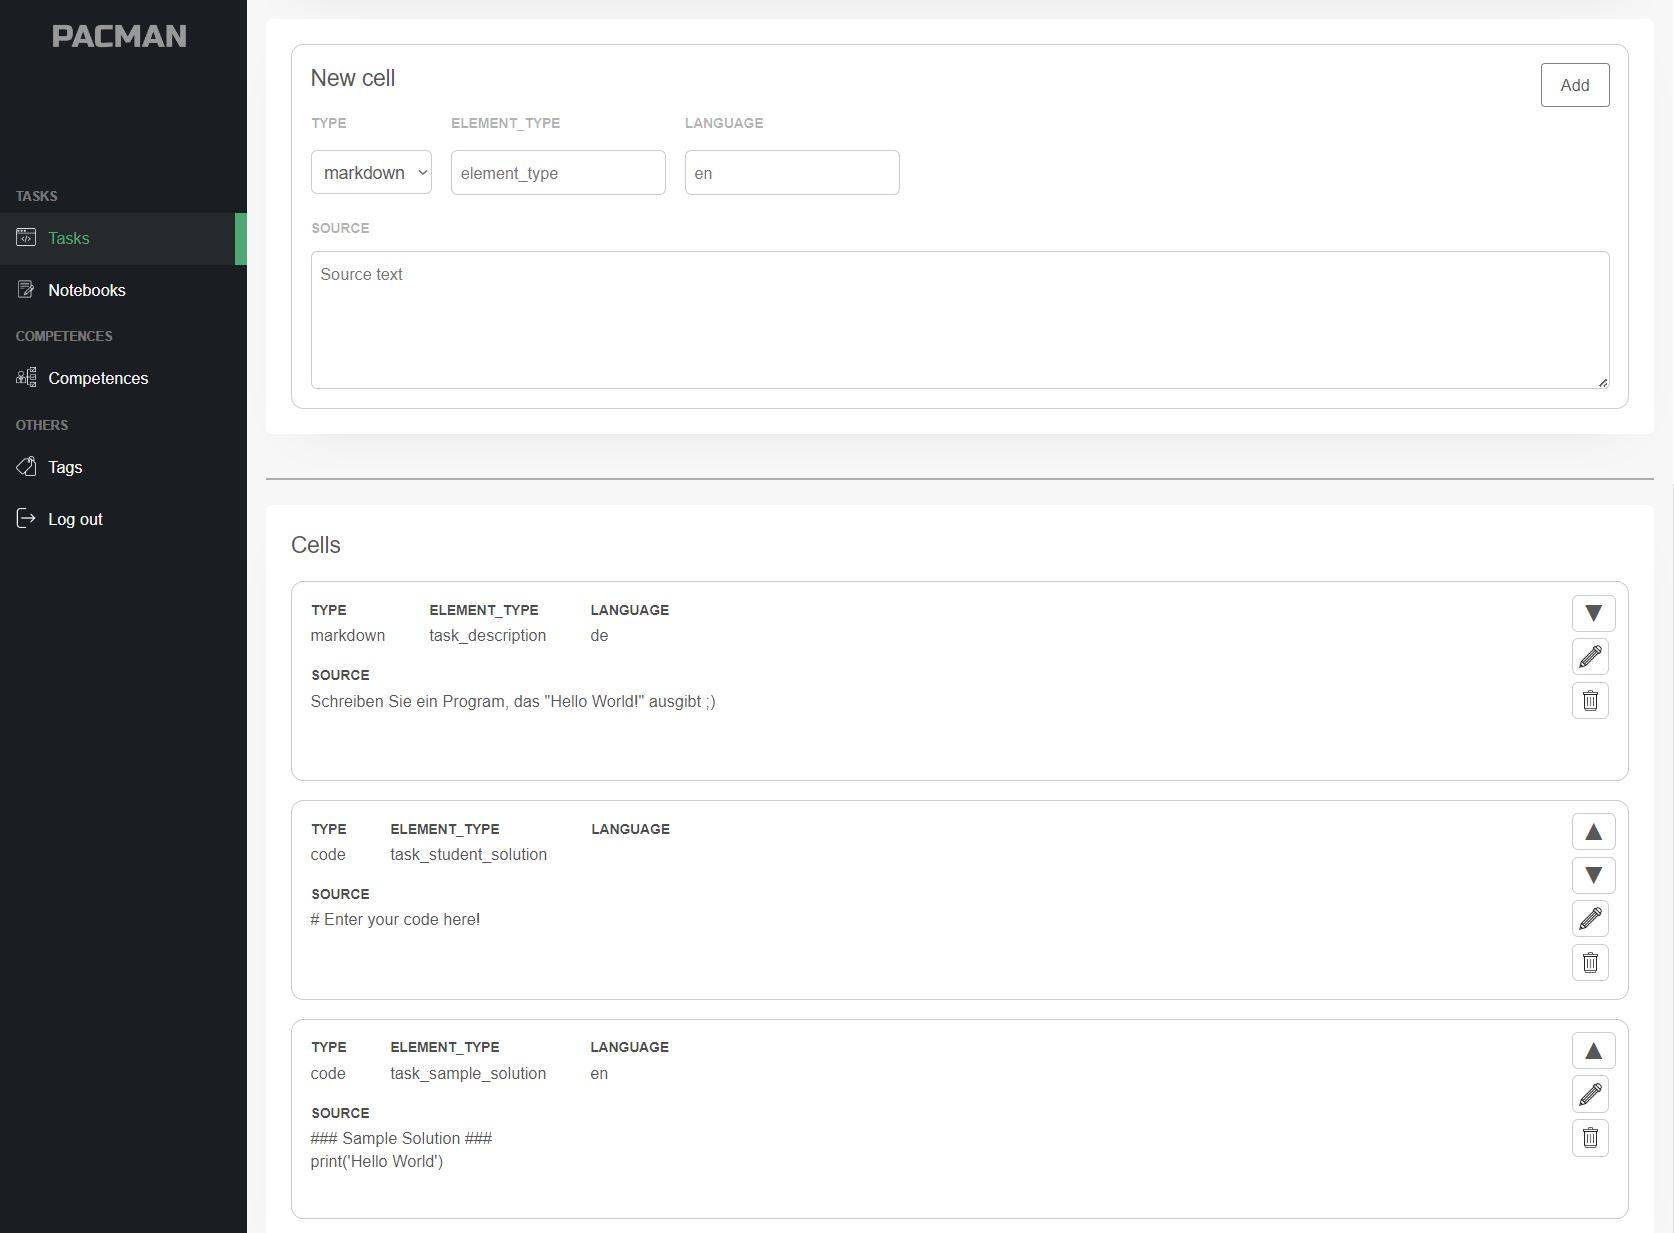 PACMAN
TASKS
Tasks
Notebooks
COMPETENCES
Competences
OTHERS
Tags
Log out
New cell
Add
TYPE ELEMENT_TYPE LANGUAGE
markdown element_type en
SOURCE
Source text
Cells
TYPE ELEMENT_TYPE LANGUAGE
markdown task_description de
SOURCE
Schreiben Sie ein Program, das "Hello World!" ausgibt ;)
TYPE ELEMENT_TYPE LANGUAGE
code task_student_solution
SOURCE
# Enter your code here!
TYPE ELEMENT_TYPE LANGUAGE
code task_sample_solution en
SOURCE
### Sample Solution ###
print('Hello World')